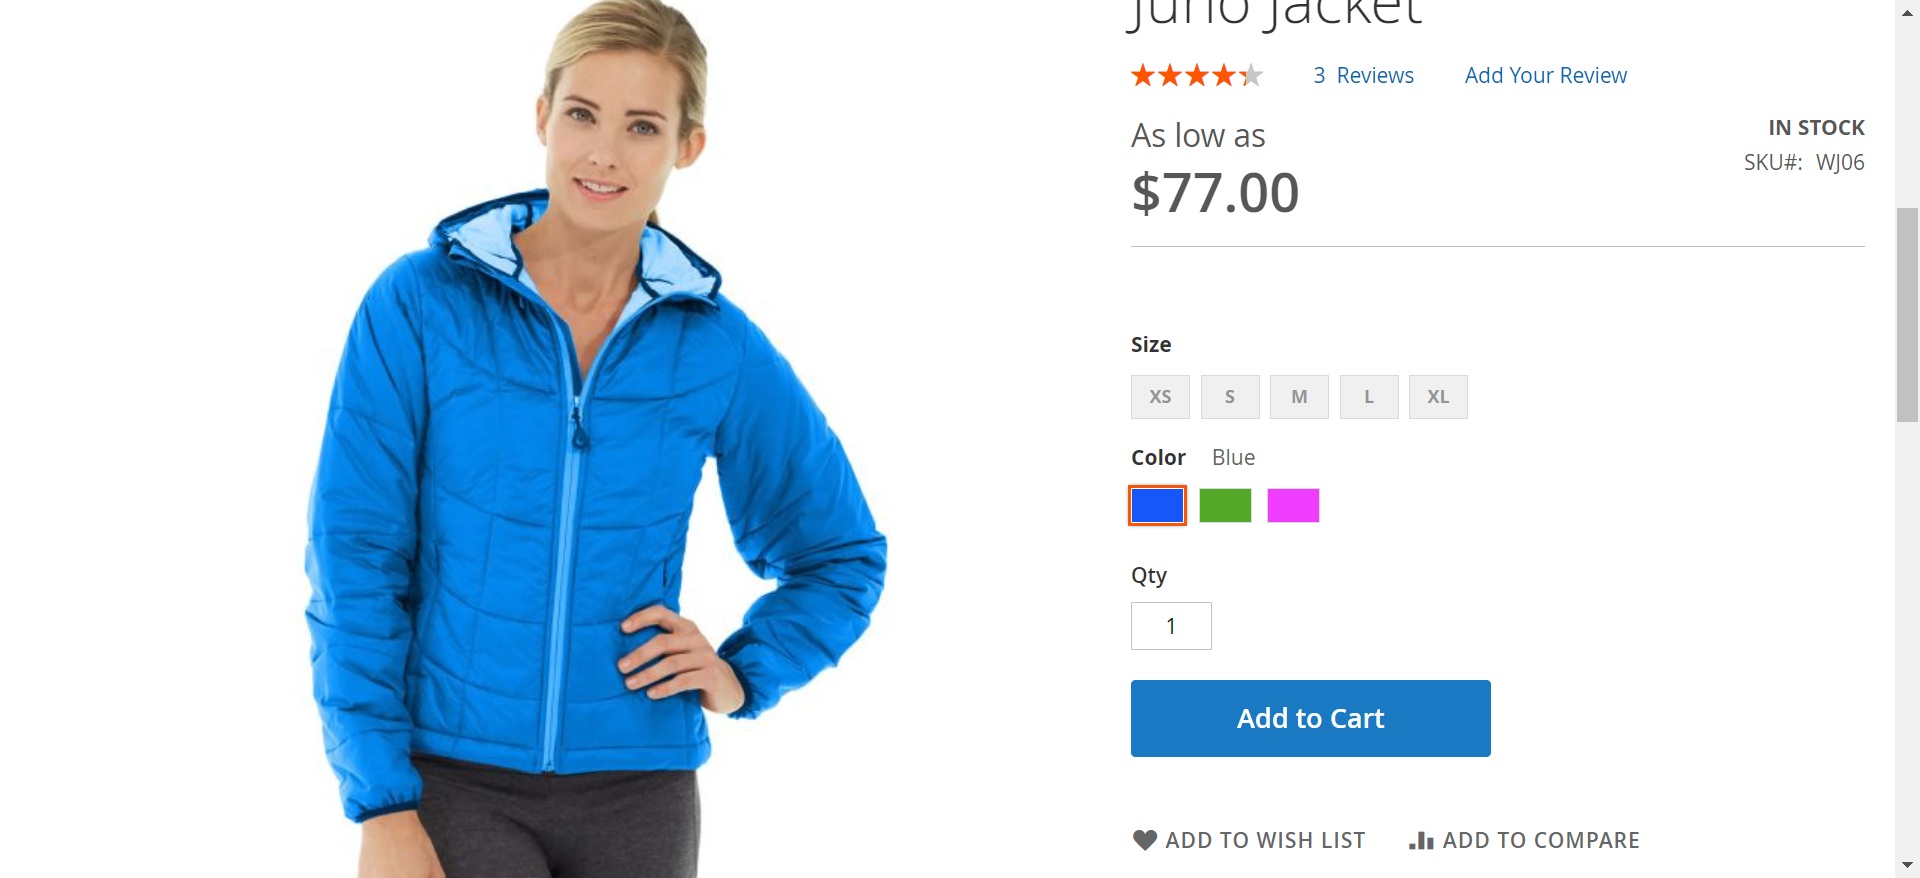 Juno Jacket
3 Reviews Add Your Review
As low as
$77.00
IN STOCK
SKU#: WJ06
Size
XS S M L XL
Color Blue
Qty
1
Add to Cart
ADD TO WISH LIST ADD TO COMPARE